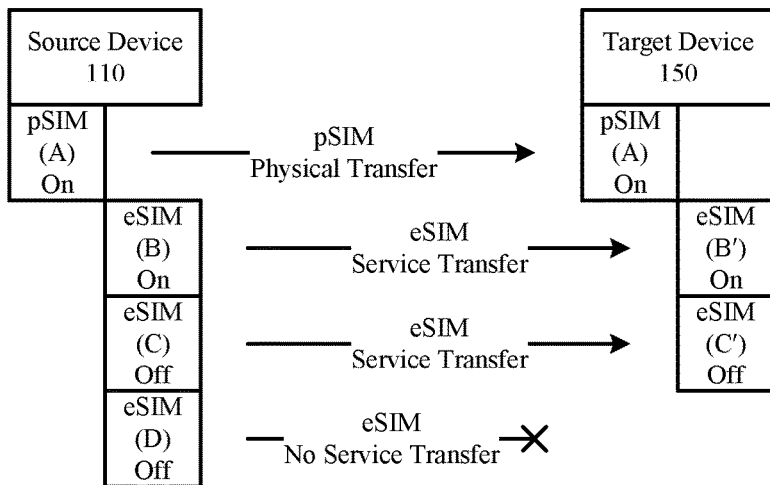 Source Device
110
Target Device
150
pSIM
(A)
On
pSIM
Physical Transfer
pSIM
(A)
On
eSIM
(B)
On
eSIM
Service Transfer
eSIM
(B′)
On
eSIM
(C)
Off
eSIM
Service Transfer
eSIM
(C′)
Off
eSIM
(D)
Off
eSIM
No Service Transfer